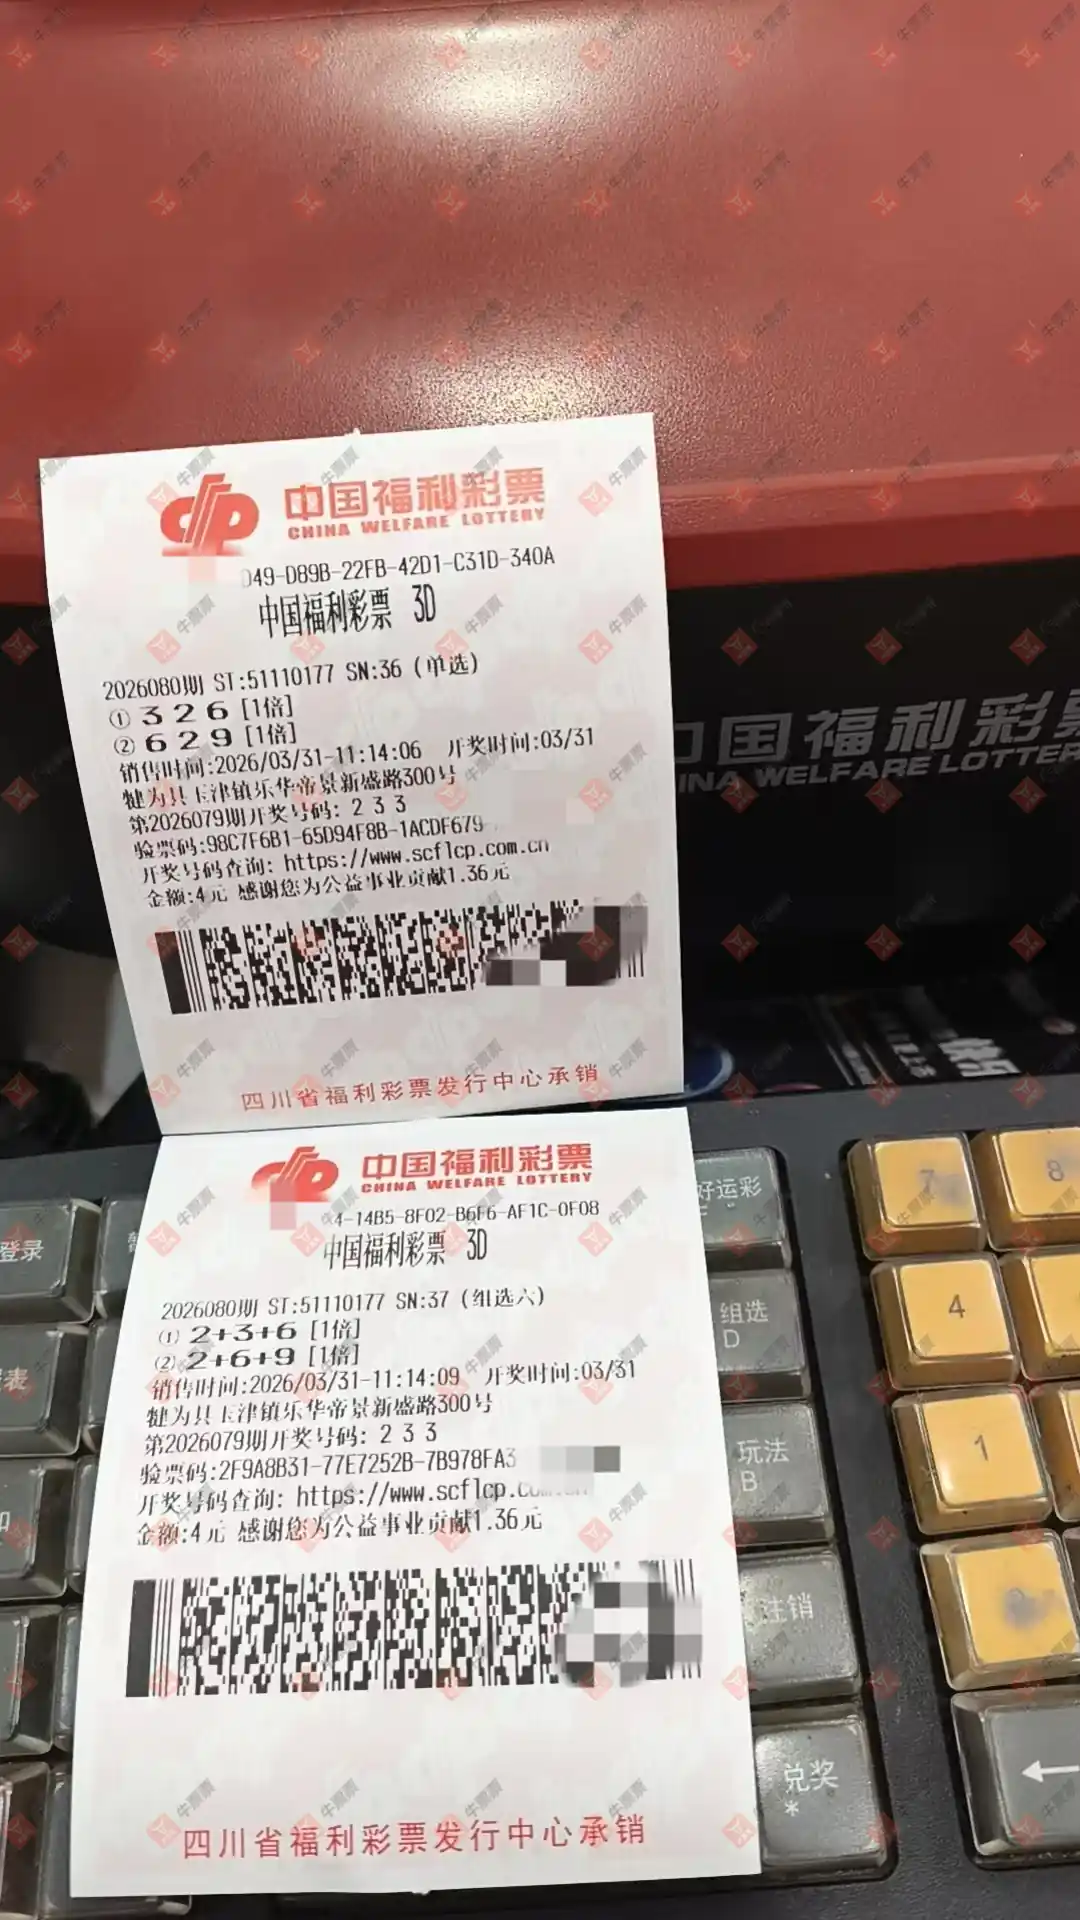 中国福利彩票
CHINA WELFARE LOTTERY
D49-D89B-22FB-42D1-C31D-340A
中国福利彩票 3D
2026080期 ST:51110177 SN:36 (单选)
① 3 2 6 [1倍]
② 6 2 9 [1倍]
销售时间:2026/03/31-11:14:06 开奖时间:03/31
犍为县玉津镇乐华帝景新盛路300号
第2026079期开奖号码: 2 3 3
验票码:98C7F6B1-65D94F8B-1ACDF679-
开奖号码查询: https://www.scflcp.com.cn
金额:4元 感谢您为公益事业贡献1.36元
四川省福利彩票发行中心承销
中国福利彩票
CHINA WELFARE LOTTERY
中国福利彩票
CHINA WELFARE LOTTERY
4-14B5-8F02-B6F6-AF1C-0F08
中国福利彩票 3D
2026080期 ST:51110177 SN:37 (组选六)
① 2+3+6 [1倍]
② 2+6+9 [1倍]
销售时间:2026/03/31-11:14:09 开奖时间:03/31
犍为县玉津镇乐华帝景新盛路300号
第2026079期开奖号码: 2 3 3
验票码:2F9A8B31-77E7252B-7B978FA3
开奖号码查询: https://www.scflcp.co
金额:4元 感谢您为公益事业贡献1.36元
四川省福利彩票发行中心承销
登录
表
好运彩
组选
D
玩法
B
注销
兑奖
*
7
8
4
1
←
牛票票